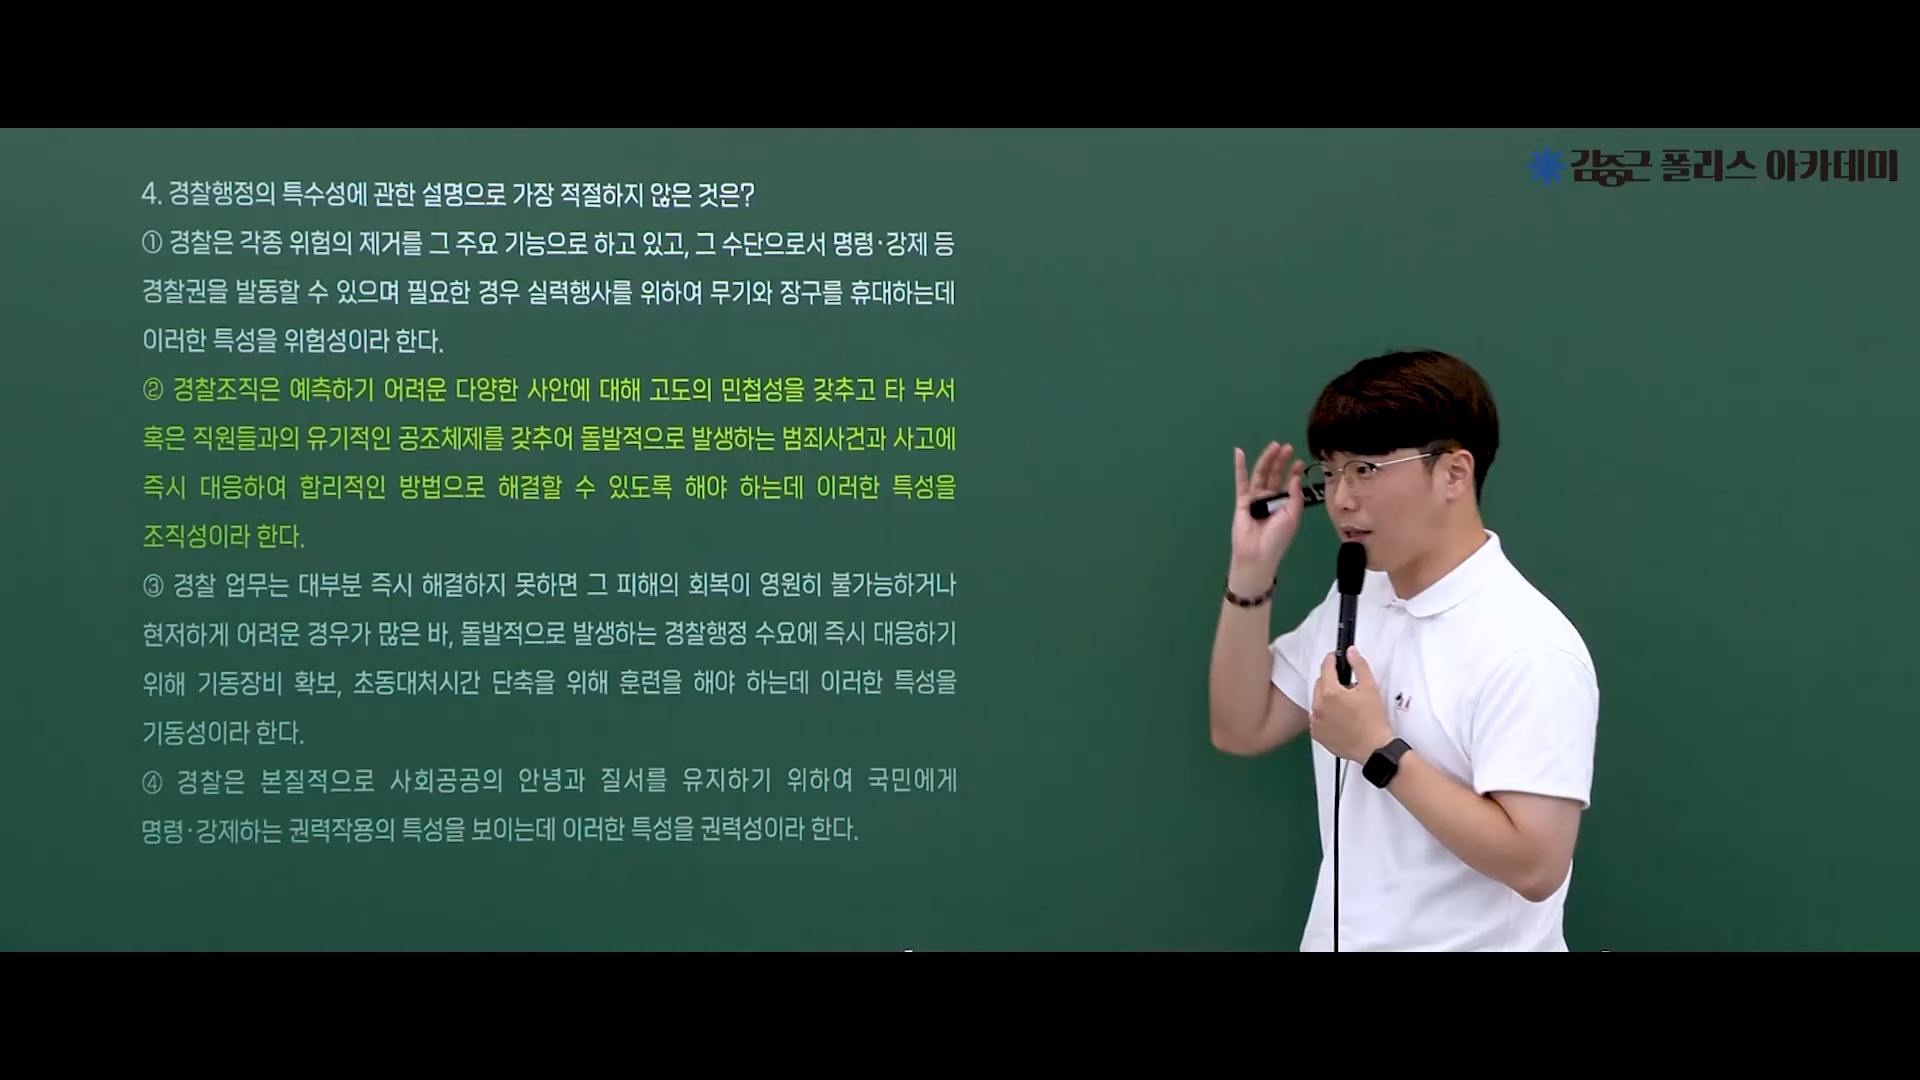 김중근 폴리스 아카데미
4. 경찰행정의 특수성에 관한 설명으로 가장 적절하지 않은 것은?
① 경찰은 각종 위험의 제거를 그 주요 기능으로 하고 있고, 그 수단으로서 명령·강제 등
경찰권을 발동할 수 있으며 필요한 경우 실력행사를 위하여 무기와 장구를 휴대하는데
이러한 특성을 위험성이라 한다.
② 경찰조직은 예측하기 어려운 다양한 사안에 대해 고도의 민첩성을 갖추고 타 부서
혹은 직원들과의 유기적인 공조체제를 갖추어 돌발적으로 발생하는 범죄사건과 사고에
즉시 대응하여 합리적인 방법으로 해결할 수 있도록 해야 하는데 이러한 특성을
조직성이라 한다.
③ 경찰 업무는 대부분 즉시 해결하지 못하면 그 피해의 회복이 영원히 불가능하거나
현저하게 어려운 경우가 많은 바, 돌발적으로 발생하는 경찰행정 수요에 즉시 대응하기
위해 기동장비 확보, 초동대처시간 단축을 위해 훈련을 해야 하는데 이러한 특성을
기동성이라 한다.
④ 경찰은 본질적으로 사회공공의 안녕과 질서를 유지하기 위하여 국민에게
명령·강제하는 권력작용의 특성을 보이는데 이러한 특성을 권력성이라 한다.